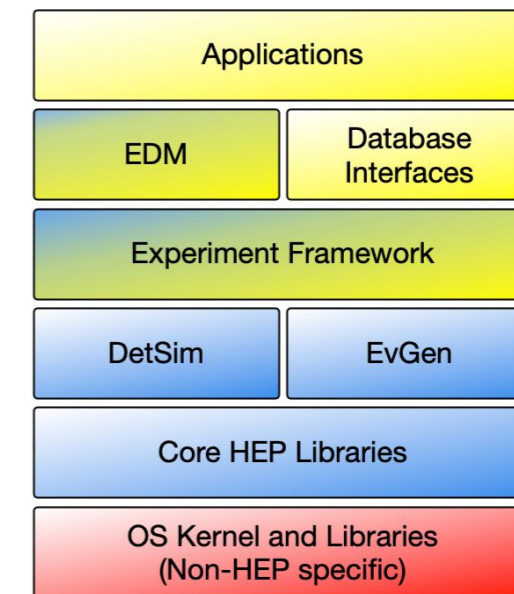 Applications
EDM
Database
Interfaces
Experiment Framework
DetSim
EvGen
Core HEP Libraries
OS Kernel and Libraries
(Non-HEP specific)